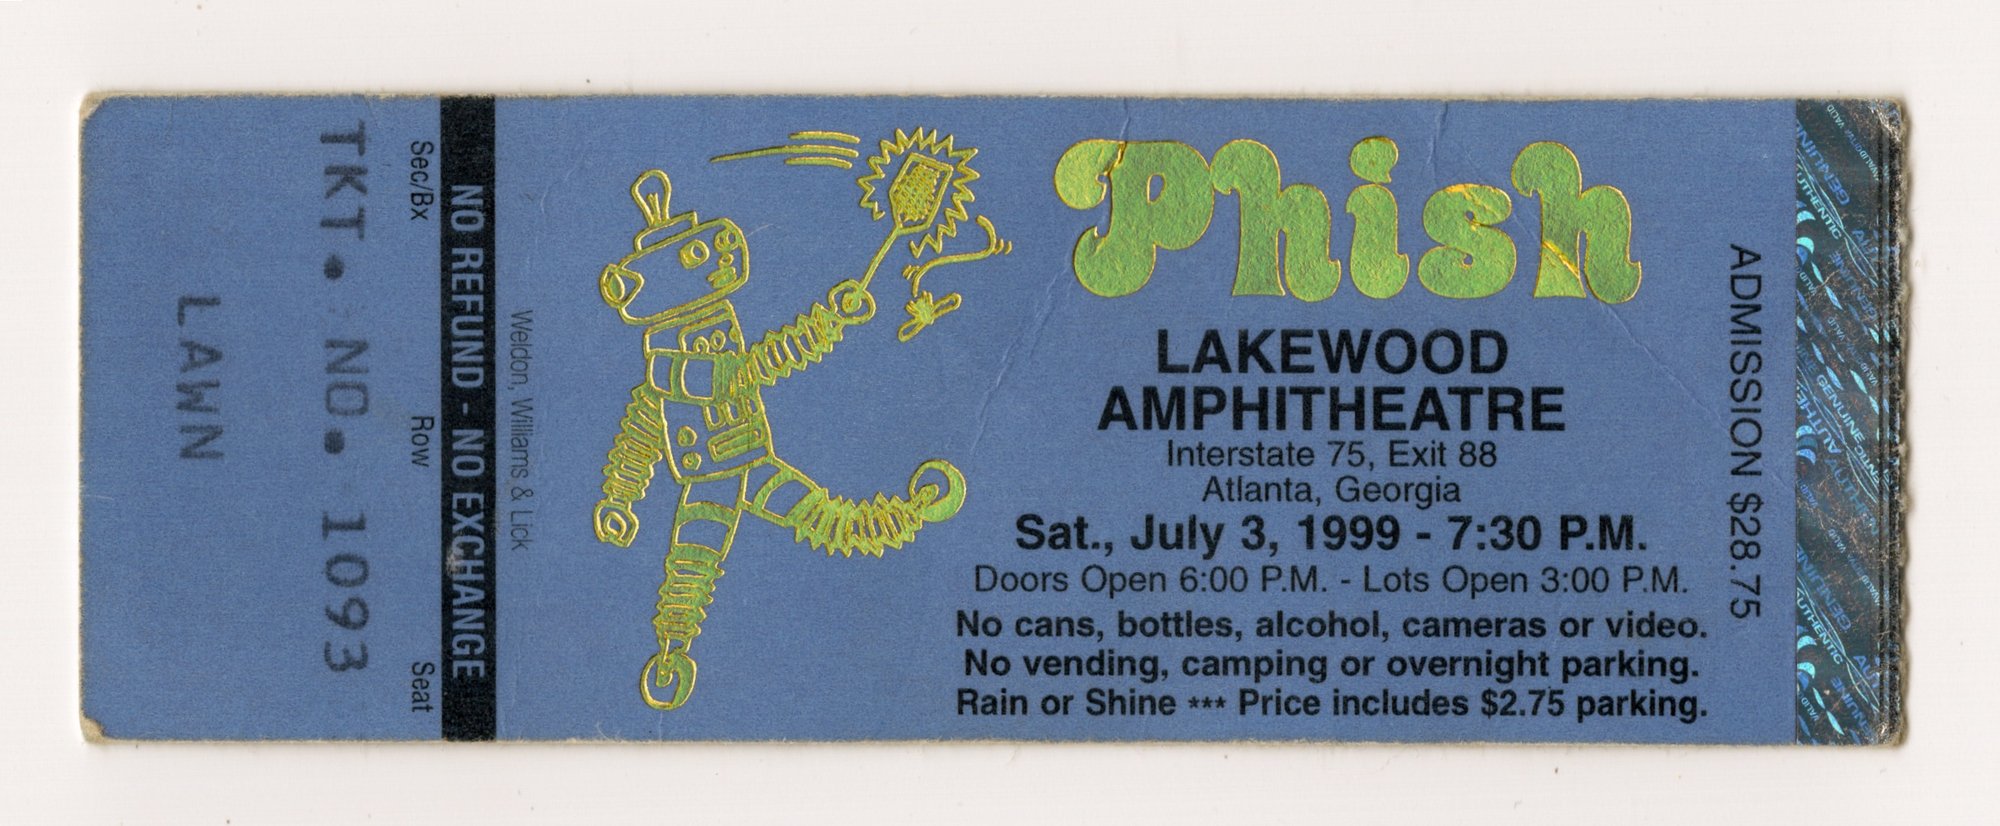 TKT. NO. 1093
LAWN
Sec/Bx Row Seat
NO REFUND - NO EXCHANGE
Weldon, Williams & Lick
Phish
LAKEWOOD
AMPHITHEATRE
Interstate 75, Exit 88
Atlanta, Georgia
Sat., July 3, 1999 - 7:30 P.M.
Doors Open 6:00 P.M. - Lots Open 3:00 P.M.
No cans, bottles, alcohol, cameras or video.
No vending, camping or overnight parking.
Rain or Shine *** Price includes $2.75 parking.
ADMISSION $28.75
GENUINE
AUTHENTIC
VALID